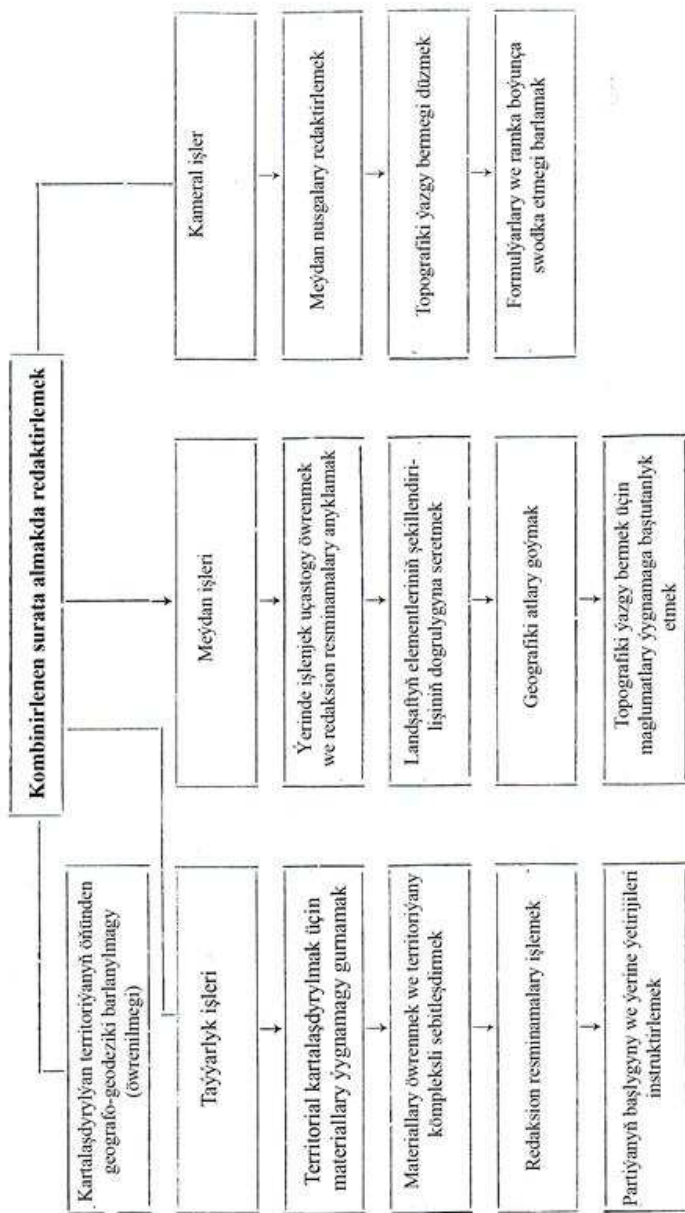 Kombinirlenen surata almakda redaktirlemek
Kartalaşdyrylýan territoriýanyň öňünden
geografo-geodeziki barlanylmagy
(öwrenilmegi)
Taýýarlyk işleri
Territorial kartalaşdyrylmak üçin
materiallary ýygnamagy gurnamak
Materiallary öwrenmek we territoriýany
kömpleksli sebitleşdirmek
Redaksion resminamalary işlemek
Partiýanyň başlygyny we ýerine ýetirijileri
instruktirlemek
Meýdan işleri
Ýerinde işlenjek uçastogy öwrenmek
we redaksion resminamalary anyklamak
Landşaftyň elementleriniň şekillendiri-
lişiniň dogrulygyna seretmek
Geografiki atlary goýmak
Topografiki ýazgy bermek üçin
maglumatlary ýygnamaga baştutanlyk
etmek
Kameral işler
Meýdan nusgalary redaktirlemek
Topografiki ýazgy bermegi düzmek
Formulýarlary we ramka boýunça
swodka etmegi barlamak